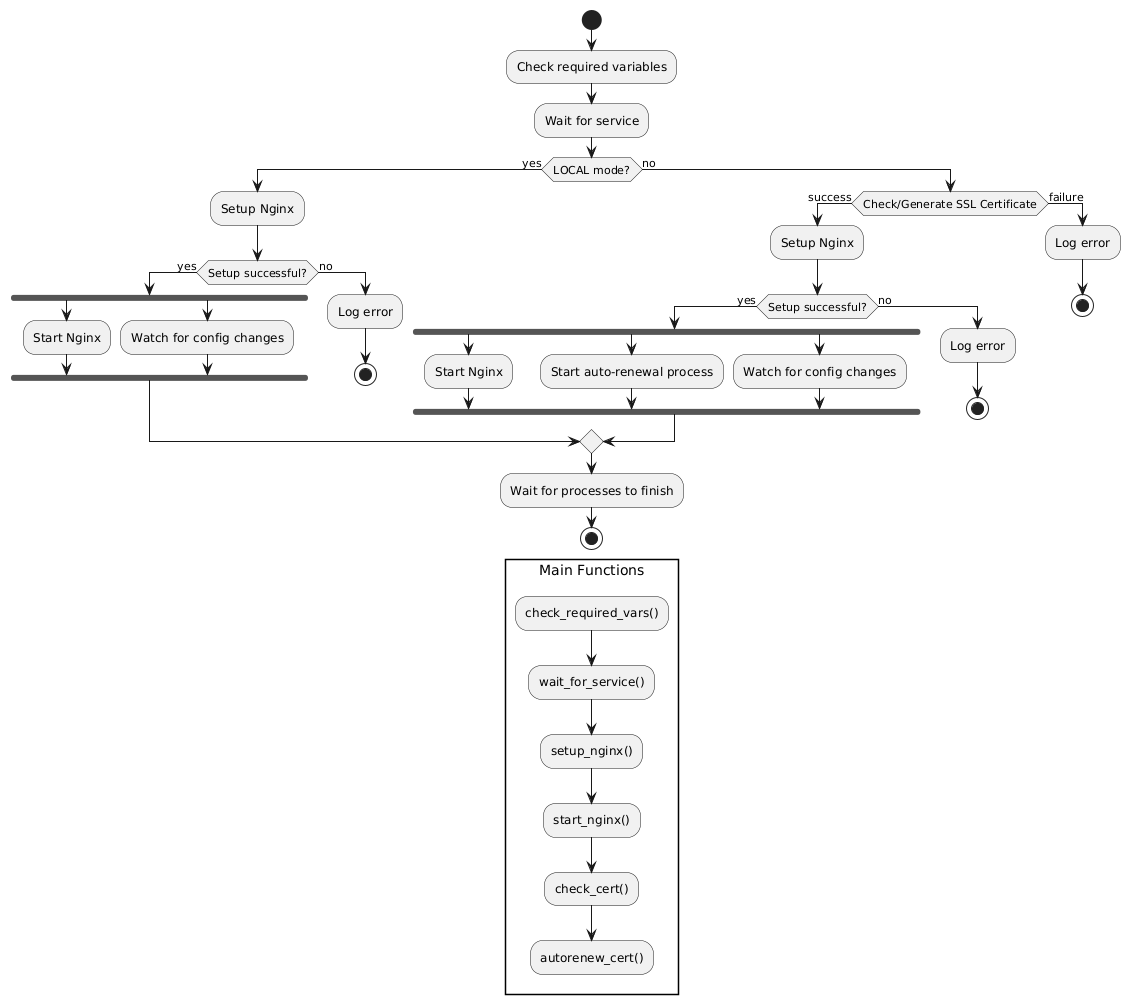 Check required variables
Wait for service
yes
LOCAL mode?
no
Setup Nginx
success
Check/Generate SSL Certificate
failure
Setup Nginx
Log error
yes
Setup successful?
no
yes
Setup successful?
no
Log error
Start Nginx
Watch for config changes
Log error
Start Nginx
Start auto-renewal process
Watch for config changes
Wait for processes to finish
Main Functions
check_required_vars()
wait_for_service()
setup_nginx()
start_nginx()
check_cert()
autorenew_cert()